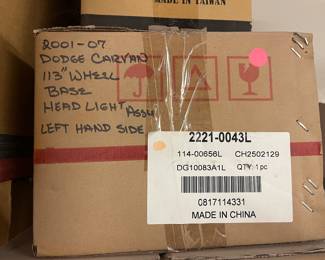 MADE IN TAIWAN
2001-07
DODGE CARVAN
113" WHEEL
BASE
HEAD LIGHT ASSY
LEFT HAND SIDE
2221-0043L
114-00656L CH2502129
DG10083A1L QTY: 1 pc
0817114331
MADE IN CHINA